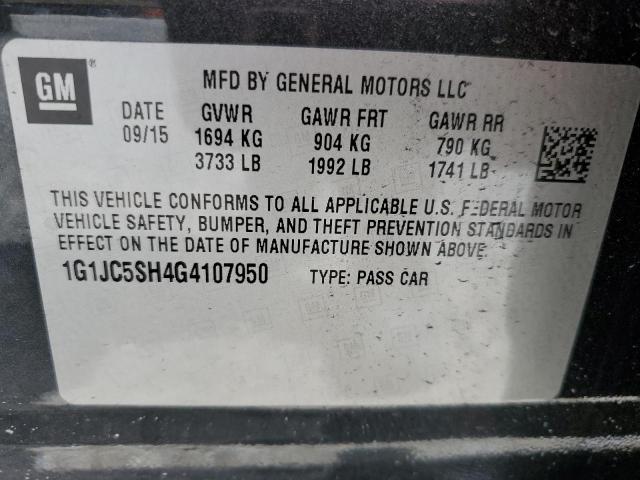 GM®
MFD BY GENERAL MOTORS LLC
DATE GVWR GAWR FRT GAWR RR
09/15 1694 KG 904 KG 790 KG
3733 LB 1992 LB 1741 LB
THIS VEHICLE CONFORMS TO ALL APPLICABLE U.S. FEDERAL MOTOR
VEHICLE SAFETY, BUMPER, AND THEFT PREVENTION STANDARDS IN
EFFECT ON THE DATE OF MANUFACTURE SHOWN ABOVE.
1G1JC5SH4G4107950 TYPE: PASS CAR